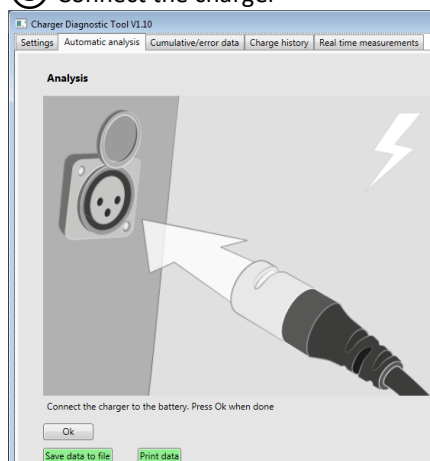 Connect the charger
Charger Diagnostic Tool V1.10
Settings Automatic analysis Cumulative/error data Charge history Real time measurements
Analysis
Connect the charger to the battery. Press Ok when done
Ok
Save data to file Print data